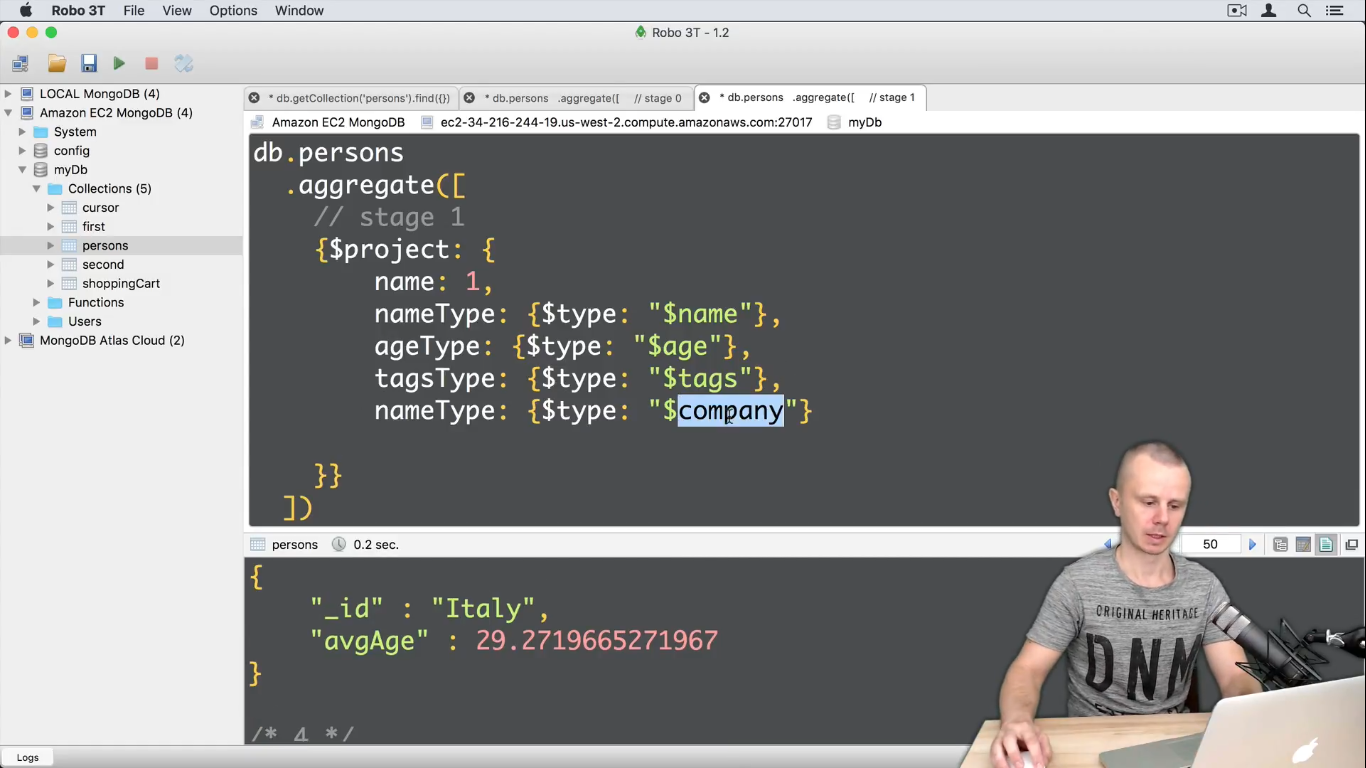 Robo 3T File View Options Window
Robo 3T - 1.2
LOCAL MongoDB (4)
Amazon EC2 MongoDB (4)
System
config
myDb
Collections (5)
cursor
first
persons
second
shoppingCart
Functions
Users
MongoDB Atlas Cloud (2)
* db.getCollection('persons').find({}) * db.persons .aggregate([ // stage 0 * db.persons .aggregate([ // stage 1
Amazon EC2 MongoDB ec2-34-216-244-19.us-west-2.compute.amazonaws.com:27017 myDb
db.persons
.aggregate([
// stage 1
{$project: {
name: 1,
nameType: {$type: "$name"},
ageType: {$type: "$age"},
tagsType: {$type: "$tags"},
nameType: {$type: "$company"}
}}
])
persons 0.2 sec. 50
{
"_id" : "Italy",
"avgAge" : 29.2719665271967
}
/* 4 */
ORIGINAL HERITAGE
DNM
Logs